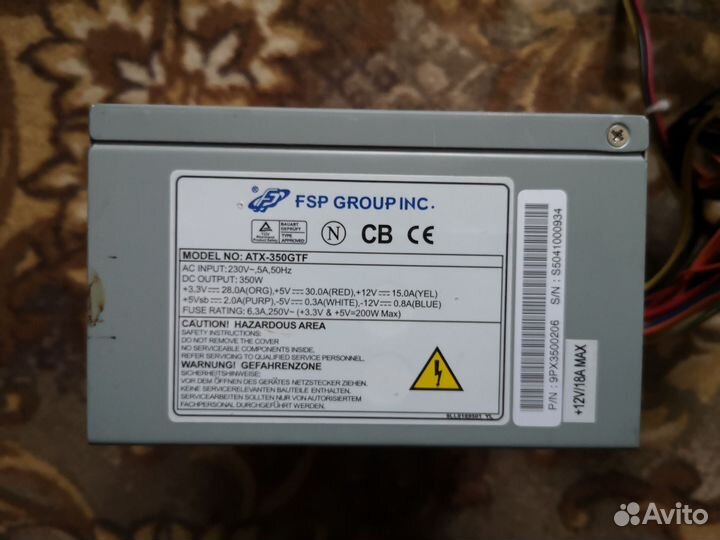 ® FSP GROUP INC.
BAUART
GEPRÜFT
TYPE
APPROVED
N
CB CE
MODEL NO: ATX-350GTF
AC INPUT:230V~,5A,50Hz
DC OUTPUT: 350W
+3.3V 28.0A(ORG),+5V 30.0A(RED),+12V 15.0A(YEL)
+5Vsb 2.0A(PURP),-5V 0.3A(WHITE),-12V 0.8A(BLUE)
FUSE RATING: 6.3A,250V~ (+3.3V & +5V=200W Max)
CAUTION! HAZARDOUS AREA
SAFETY INSTRUCTIONS:
DO NOT REMOVE THE COVER
NO SERVICEABLE COMPONENTS INSIDE,
REFER SERVICING TO QUALIFIED SERVICE PERSONNEL.
WARNUNG! GEFAHRENZONE
SICHERHEITSHINWEISS:
VOR DEM ÖFFNEN DES GERÄTES NETZSTECKER ZIEHEN.
KEINE SERVICERELEVANTEN BAUTEILE ENTHALTEN.
SERVICEARBEITEN SOLLTEN NUR VON AUTORISIERTEM
FACHPERSONAL DURCHGEFÜHRT WERDEN.
P/N : 9PX3500206 S/N : S5041000934
+12V/18A MAX
Avito